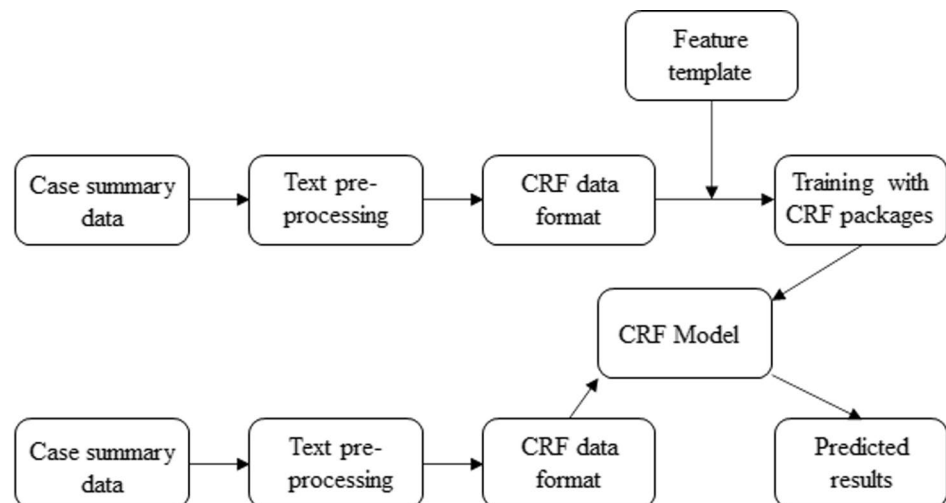 Feature
template
Case summary
data
Text pre-
processing
CRF data
format
Training with
CRF packages
CRF Model
Case summary
data
Text pre-
processing
CRF data
format
Predicted
results